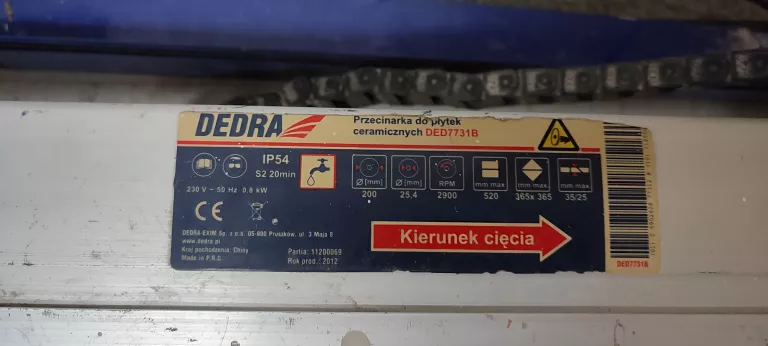 DEDRA
Przecinarka do płytek
ceramicznych DED7731B
IP54
S2 20min
230 V ~ 50 Hz 0.8 kW
Ø [mm]
200
Ø [mm]
25,4
RPM
2900
mm max.
520
mm max.
365x 365
mm max.
35/25
CE
Kierunek cięcia
DEDRA-EXIM Sp. z o.o. 05-800 Pruszków, ul. 3 Maja 8
www.dedra.pl
Kraj pochodzenia: Chiny
Made in P.R.C.
Partia: 11200069
Rok prod.: 2012
DED7731B